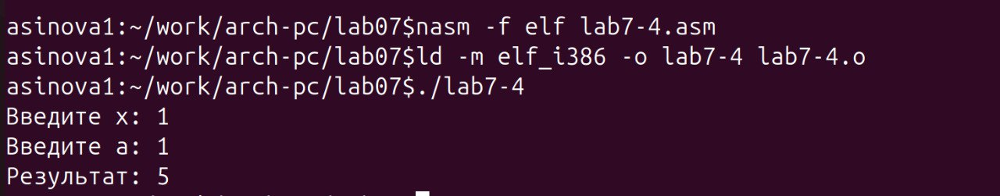 asinova1:~/work/arch-pc/lab07$nasm -f elf lab7-4.asm
asinova1:~/work/arch-pc/lab07$ld -m elf_i386 -o lab7-4 lab7-4.o
asinova1:~/work/arch-pc/lab07$./lab7-4
Введите x: 1
Введите a: 1
Результат: 5